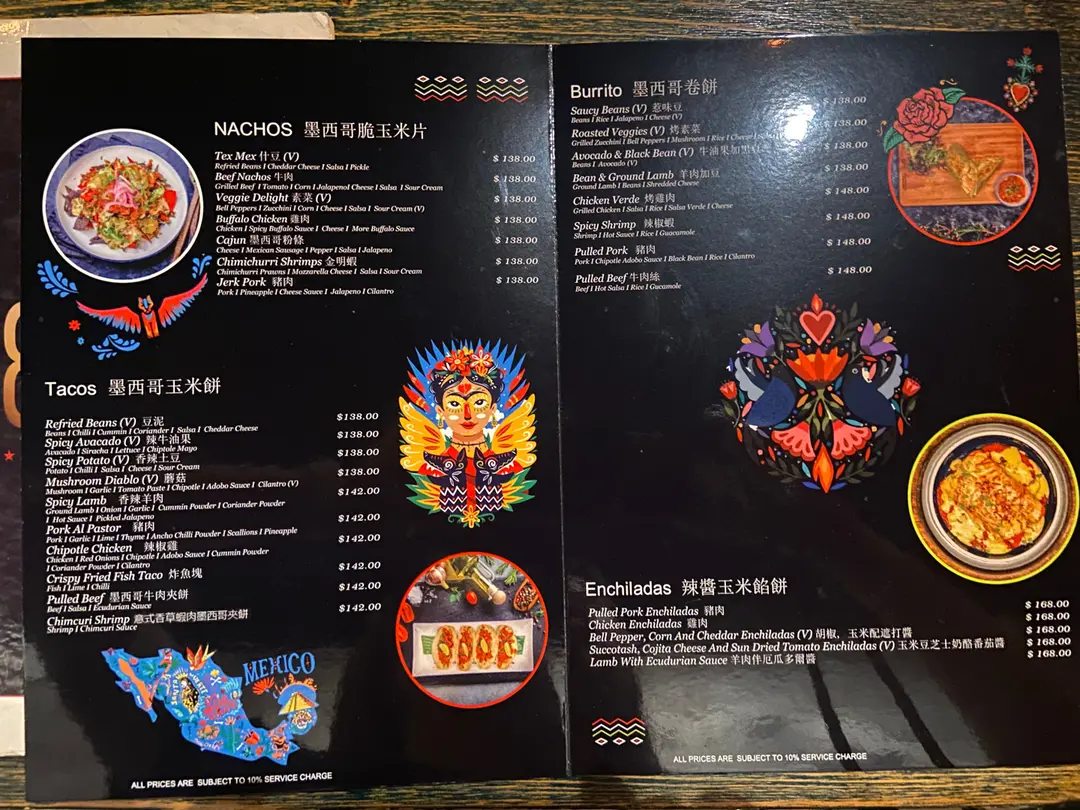 NACHOS 墨西哥脆玉米片
Tex Mex 什豆 (V) $ 138.00
Refried Beans I Cheddar Cheese I Salsa I Pickle
Beef Nachos 牛肉 $ 138.00
Grilled Beef I Tomato I Corn I Jalapenol Cheese I Salsa I Sour Cream
Veggie Delight 素菜 (V) $ 138.00
Bell Peppers I Zucchini I Corn I Cheese I Salsa I Sour Cream (V)
Buffalo Chicken 雞肉 $ 138.00
Chicken I Spicy Buffalo Sauce I Cheese I More Buffalo Sauce
Cajun 墨西哥粉條 $ 138.00
Cheese I Mexican Sausage I Pepper I Salsa I Jalapeno
Chimichurri Shrimps 金明蝦 $ 138.00
Chimichurri Prawns I Mozzarella Cheese I Salsa I Sour Cream
Jerk Pork 豬肉 $ 138.00
Pork I Pineapple I Cheese Sauce I Jalapeno I Cilantro
Tacos 墨西哥玉米餅
Refried Beans (V) 豆泥 $138.00
Beans I Chilli I Cummin I Coriander I Salsa I Cheddar Cheese
Spicy Avacado (V) 辣牛油果 $138.00
Avacado I Siracha I Lettuce I Chiptole Mayo
Spicy Potato (V) 香辣土豆 $138.00
Potato I Chilli I Salsa I Cheese I Sour Cream
Mushroom Diablo (V) 蘑菇 $138.00
Mushroom I Garlic I Tomato Paste I Chipotle I Adobo Sauce I Cilantro (V)
Spicy Lamb 香辣羊肉 $142.00
Ground Lamb I Onion I Garlic I Cummin Powder I Coriander Powder
I Hot Sauce I Pickled Jalapeno
Pork Al Pastor 豬肉 $142.00
Pork I Garlic I Lime I Thyme I Ancho Chilli Powder I Scallions I Pineapple
Chipotle Chicken 辣椒雞 $142.00
Chicken I Red Onions I Chipotle I Adobo Sauce I Cummin Powder
I Coriander Powder I Cilantro
Crispy Fried Fish Taco 炸魚塊 $142.00
Fish I Lime I Chilli
Pulled Beef 墨西哥牛肉夾餅 $142.00
Beef I Salsa I Ecudurian Sauce
Chimcuri Shrimp 意式香草蝦肉墨西哥夾餅 $142.00
Shrimp I Chimcuri Sauce
MEXICO
ALL PRICES ARE SUBJECT TO 10% SERVICE CHARGE
Burrito 墨西哥卷餅
Saucy Beans (V) 惹味豆 $ 138.00
Beans I Rice I Jalapeno I Cheese (V)
Roasted Veggies (V) 烤素菜 $ 138.00
Grilled Zucchini I Bell Peppers I Mushroom I Rice I Cheese
Avocado & Black Bean (V) 牛油果加黑豆 $ 138.00
Beans I Avocado (V)
Bean & Ground Lamb 羊肉加豆 $ 138.00
Ground Lamb I Beans I Shredded Cheese
Chicken Verde 烤雞肉 $ 148.00
Grilled Chicken I Salsa I Rice I Salsa Verde I Cheese
Spicy Shrimp 辣椒蝦 $ 148.00
Shrimp I Hot Sauce I Rice I Guacamole
Pulled Pork 豬肉 $ 148.00
Pork I Chipotle Adobo Sauce I Black Bean I Rice I Cilantro
Pulled Beef 牛肉絲 $ 148.00
Beef I Hot Salsa I Rice I Gucamole
Enchiladas 辣醬玉米餡餅
Pulled Pork Enchiladas 豬肉 $ 168.00
Chicken Enchiladas 雞肉 $ 168.00
Bell Pepper, Corn And Cheddar Enchiladas (V) 胡椒，玉米配遮打醬 $ 168.00
Succotash, Cojita Cheese And Sun Dried Tomato Enchiladas (V) 玉米豆芝士奶酪番茄醬 $ 168.00
Lamb With Ecudurian Sauce 羊肉伴厄瓜多爾醬 $ 168.00
ALL PRICES ARE SUBJECT TO 10% SERVICE CHARGE